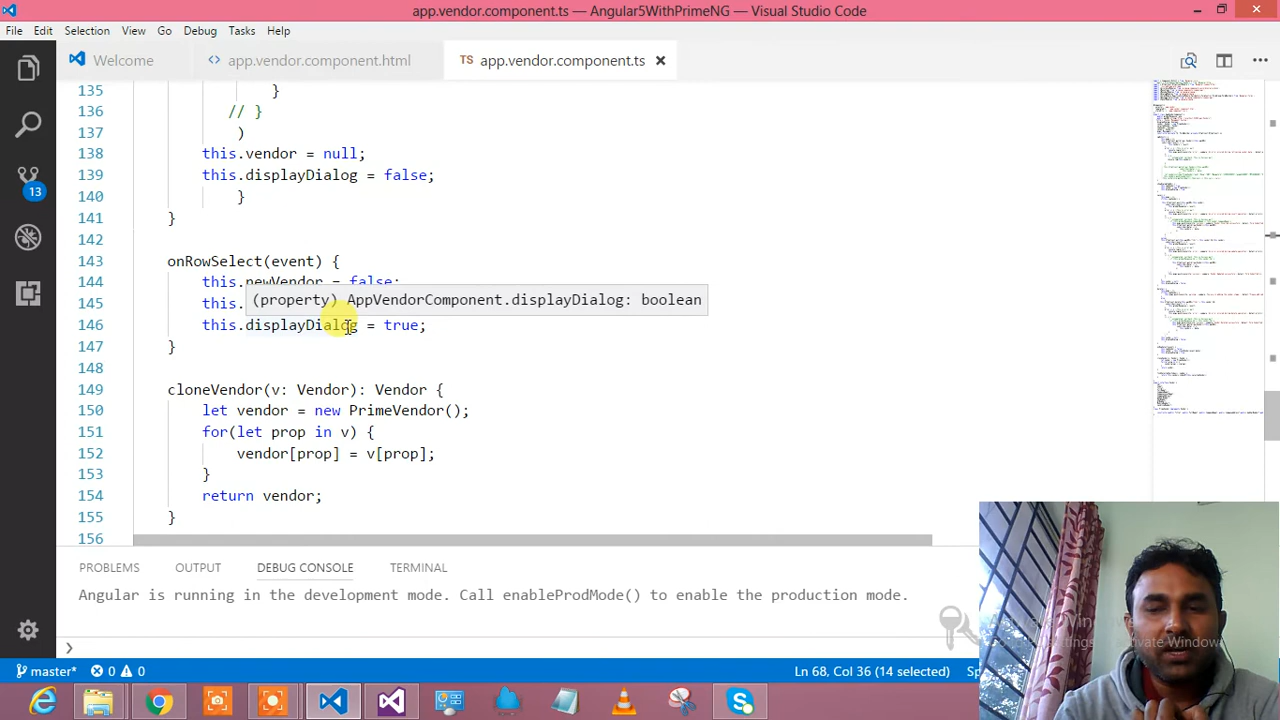 app.vendor.component.ts — Angular5WithPrimeNG — Visual Studio Code
File Edit Selection View Go Debug Tasks Help
Welcome app.vendor.component.html TS app.vendor.component.ts
135 }
136 // }
137 )
138 this.vendor = null;
139 this.displayDialog = false;
140 }
141 }
142
143 onRowSelect(event)
144 false;
145 this.
(property) AppVendorComponent.displayDialog: boolean
146 this.displayDialog = true;
147 }
148
149 cloneVendor(v: Vendor): Vendor {
150 let vendor = new PrimeVendor();
151 for(let prop in v) {
152 vendor[prop] = v[prop];
153 }
154 return vendor;
155 }
156
13
PROBLEMS OUTPUT DEBUG CONSOLE TERMINAL
Angular is running in the development mode. Call enableProdMode() to enable the production mode.
master* 0 0 Ln 68, Col 36 (14 selected)